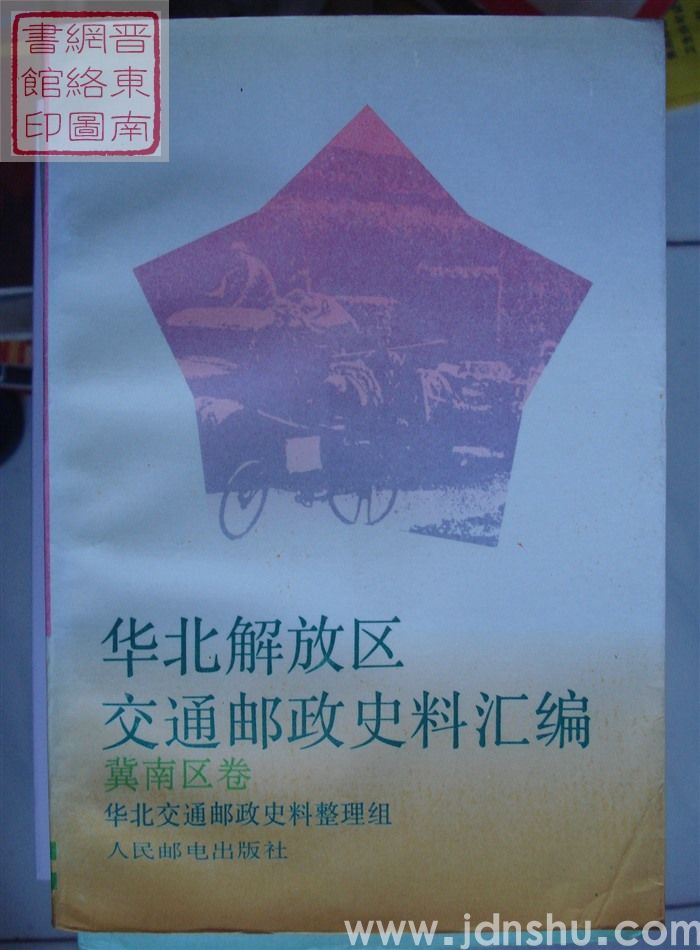 晋東南
網絡圖
書館印
华北解放区
交通邮政史料汇编
冀南区卷
华北交通邮政史料整理组
人民邮电出版社
www.jdnshu.com